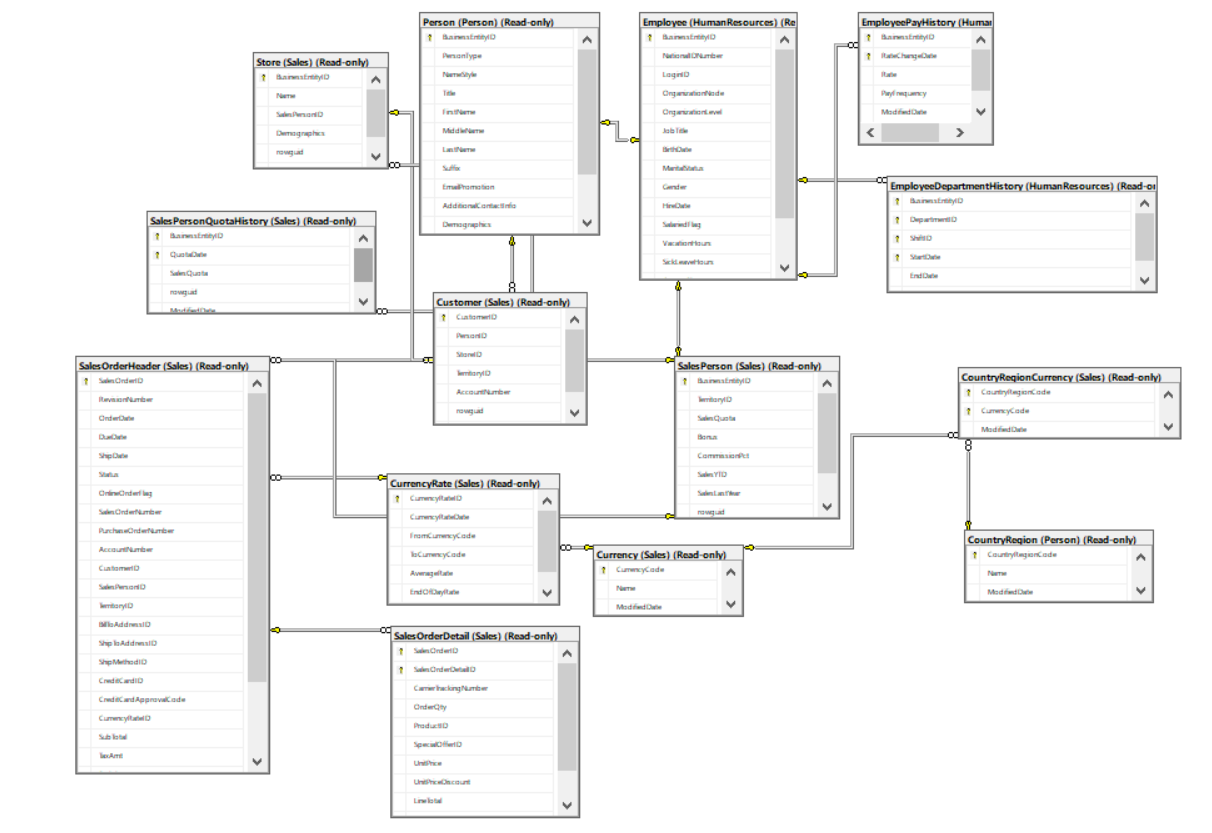 Person (Person) (Read-only)
BusinessEntityID
PersonType
NameStyle
Title
FirstName
MiddleName
LastName
Suffix
EmailPromotion
AdditionalContactInfo
Demographics
Employee (HumanResources) (Re
BusinessEntityID
NationalIDNumber
LoginID
OrganizationNode
OrganizationLevel
JobTitle
BirthDate
MaritalStatus
Gender
HireDate
SalariedFlag
VacationHours
SickLeaveHours
EmployeePayHistory (Human
BusinessEntityID
RateChangeDate
Rate
PayFrequency
ModifiedDate
Store (Sales) (Read-only)
BusinessEntityID
Name
SalesPersonID
Demographics
rowguid
EmployeeDepartmentHistory (HumanResources) (Read-on
BusinessEntityID
DepartmentID
ShiftID
StartDate
EndDate
SalesPersonQuotaHistory (Sales) (Read-only)
BusinessEntityID
QuotaDate
SalesQuota
rowguid
ModifiedDate
Customer (Sales) (Read-only)
CustomerID
PersonID
StoreID
TerritoryID
AccountNumber
rowguid
SalesOrderHeader (Sales) (Read-only)
SalesOrderID
RevisionNumber
OrderDate
DueDate
ShipDate
Status
OnlineOrderFlag
SalesOrderNumber
PurchaseOrderNumber
AccountNumber
CustomerID
SalesPersonID
TerritoryID
BillToAddressID
ShipToAddressID
ShipMethodID
CreditCardID
CreditCardApprovalCode
CurrencyRateID
SubTotal
TaxAmt
SalesPerson (Sales) (Read-only)
BusinessEntityID
TerritoryID
SalesQuota
Bonus
CommissionPct
SalesYTD
SalesLastYear
rowguid
CountryRegionCurrency (Sales) (Read-only)
CountryRegionCode
CurrencyCode
ModifiedDate
CurrencyRate (Sales) (Read-only)
CurrencyRateID
CurrencyRateDate
FromCurrencyCode
ToCurrencyCode
AverageRate
EndOfDayRate
Currency (Sales) (Read-only)
CurrencyCode
Name
ModifiedDate
CountryRegion (Person) (Read-only)
CountryRegionCode
Name
ModifiedDate
SalesOrderDetail (Sales) (Read-only)
SalesOrderID
SalesOrderDetailID
CarrierTrackingNumber
OrderQty
ProductID
SpecialOfferID
UnitPrice
UnitPriceDiscount
LineTotal